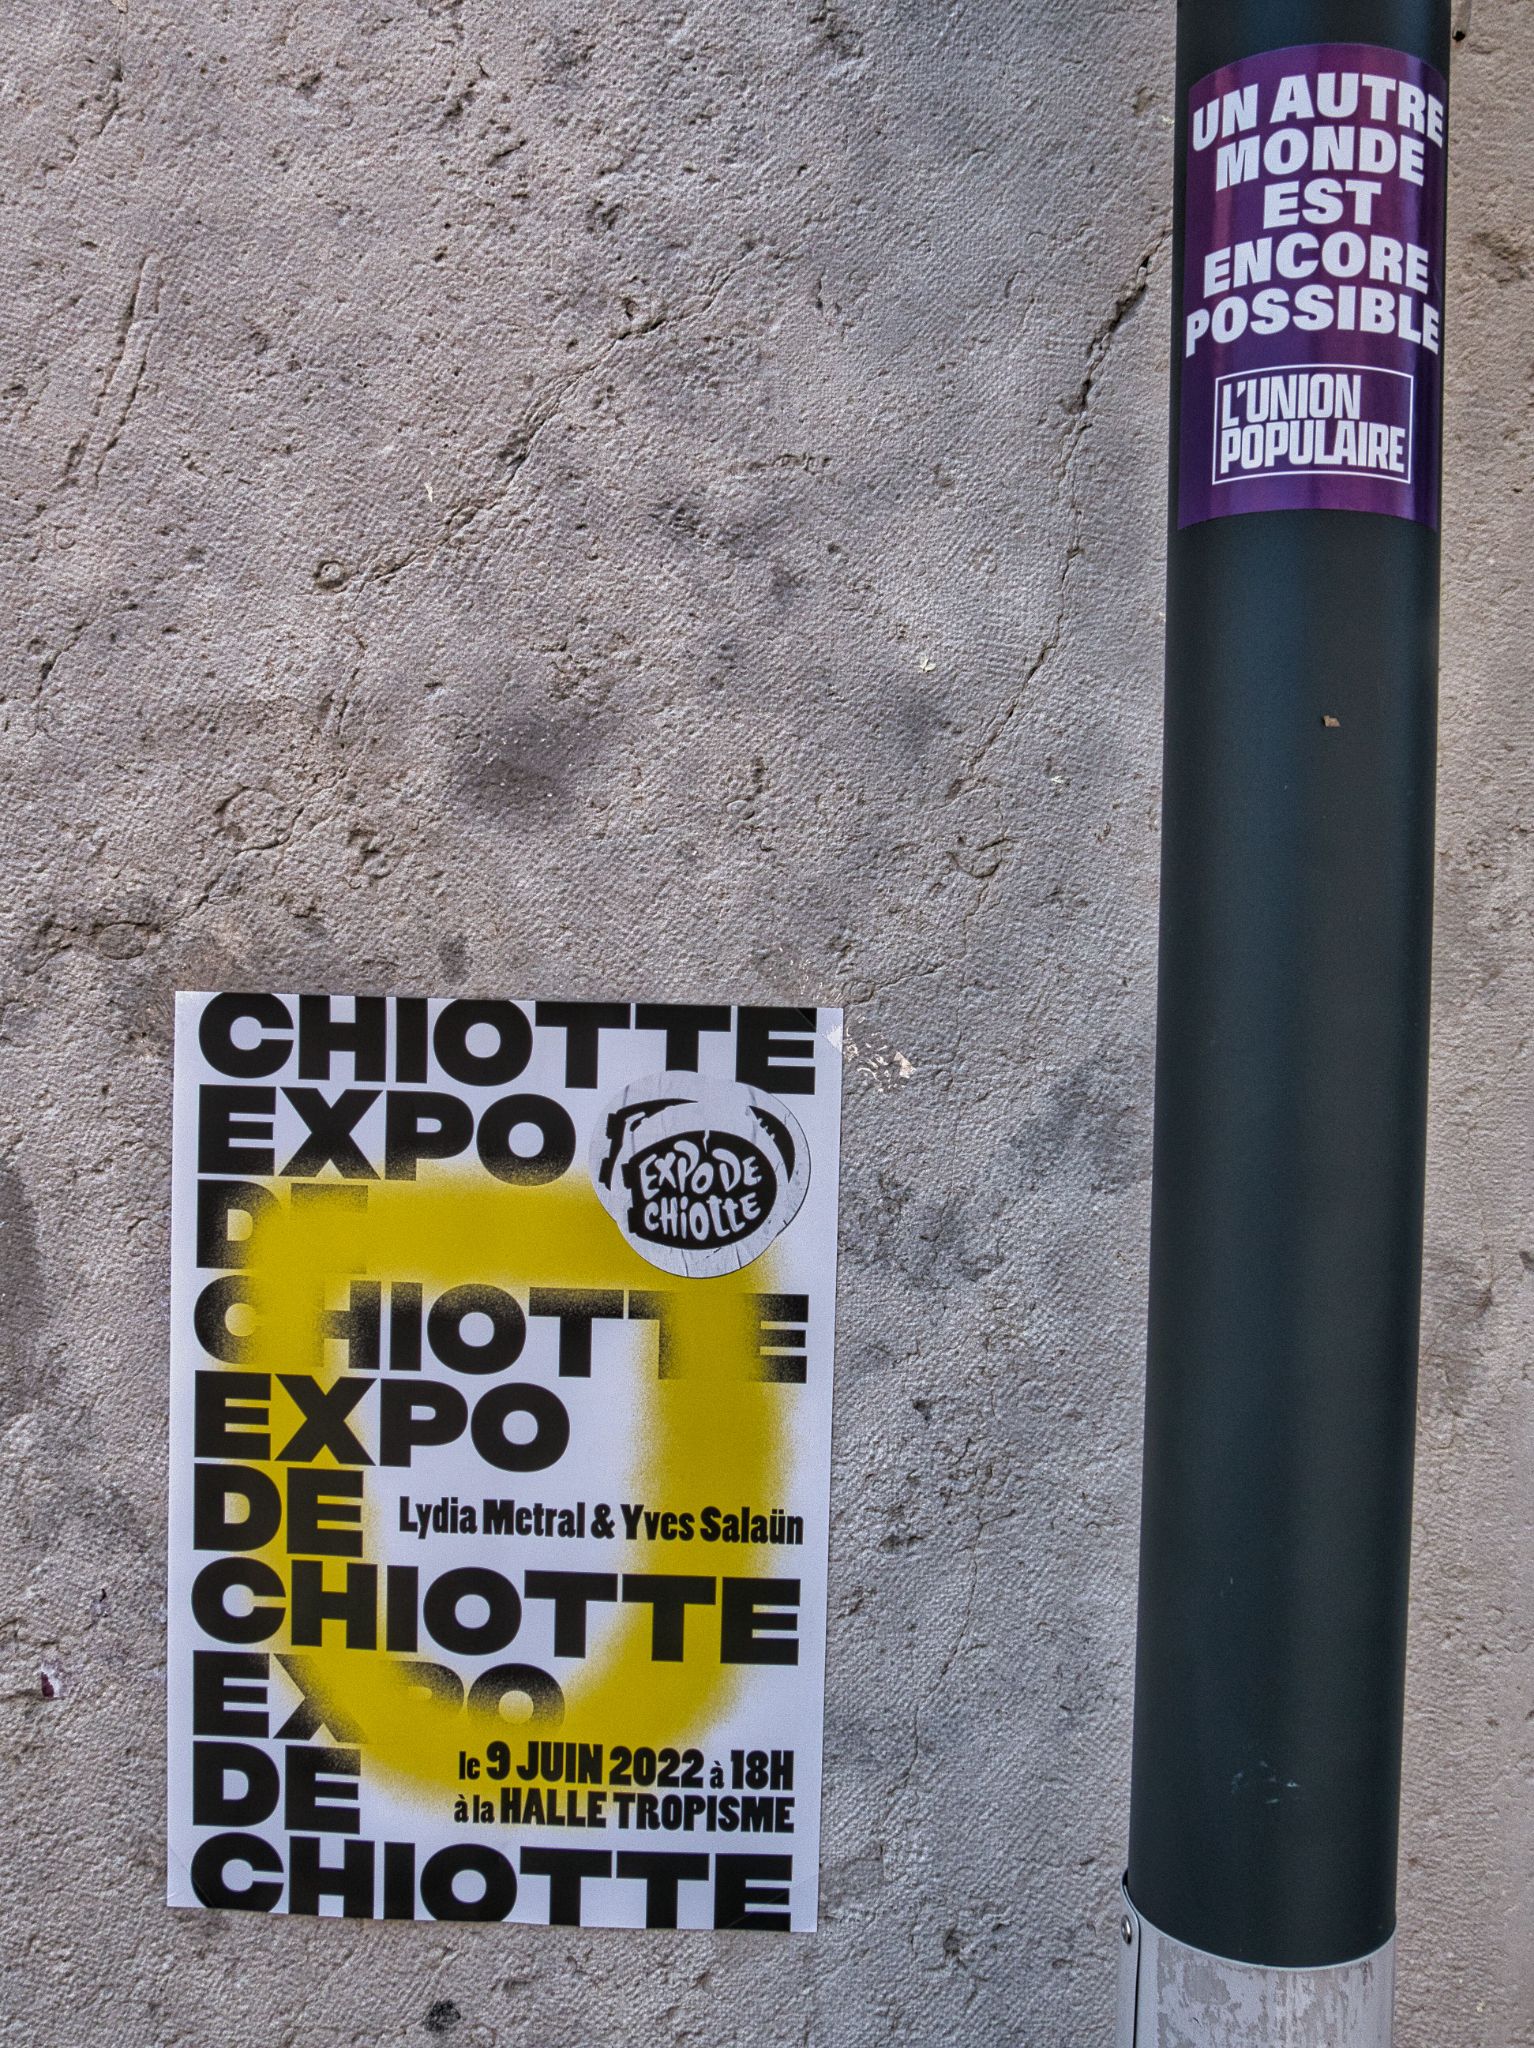 UN AUTRE
MONDE
EST
ENCORE
POSSIBLE
L'UNION
POPULAIRE
CHIOTTE
EXPO
DE
CHIOTTE
EXPO
DE
CHIOTTE
EXPO
DE
CHIOTTE
EXPO DE
CHIOTTE
Lydia Metral & Yves Salaün
le 9 JUIN 2022 à 18H
à la HALLE TROPISME